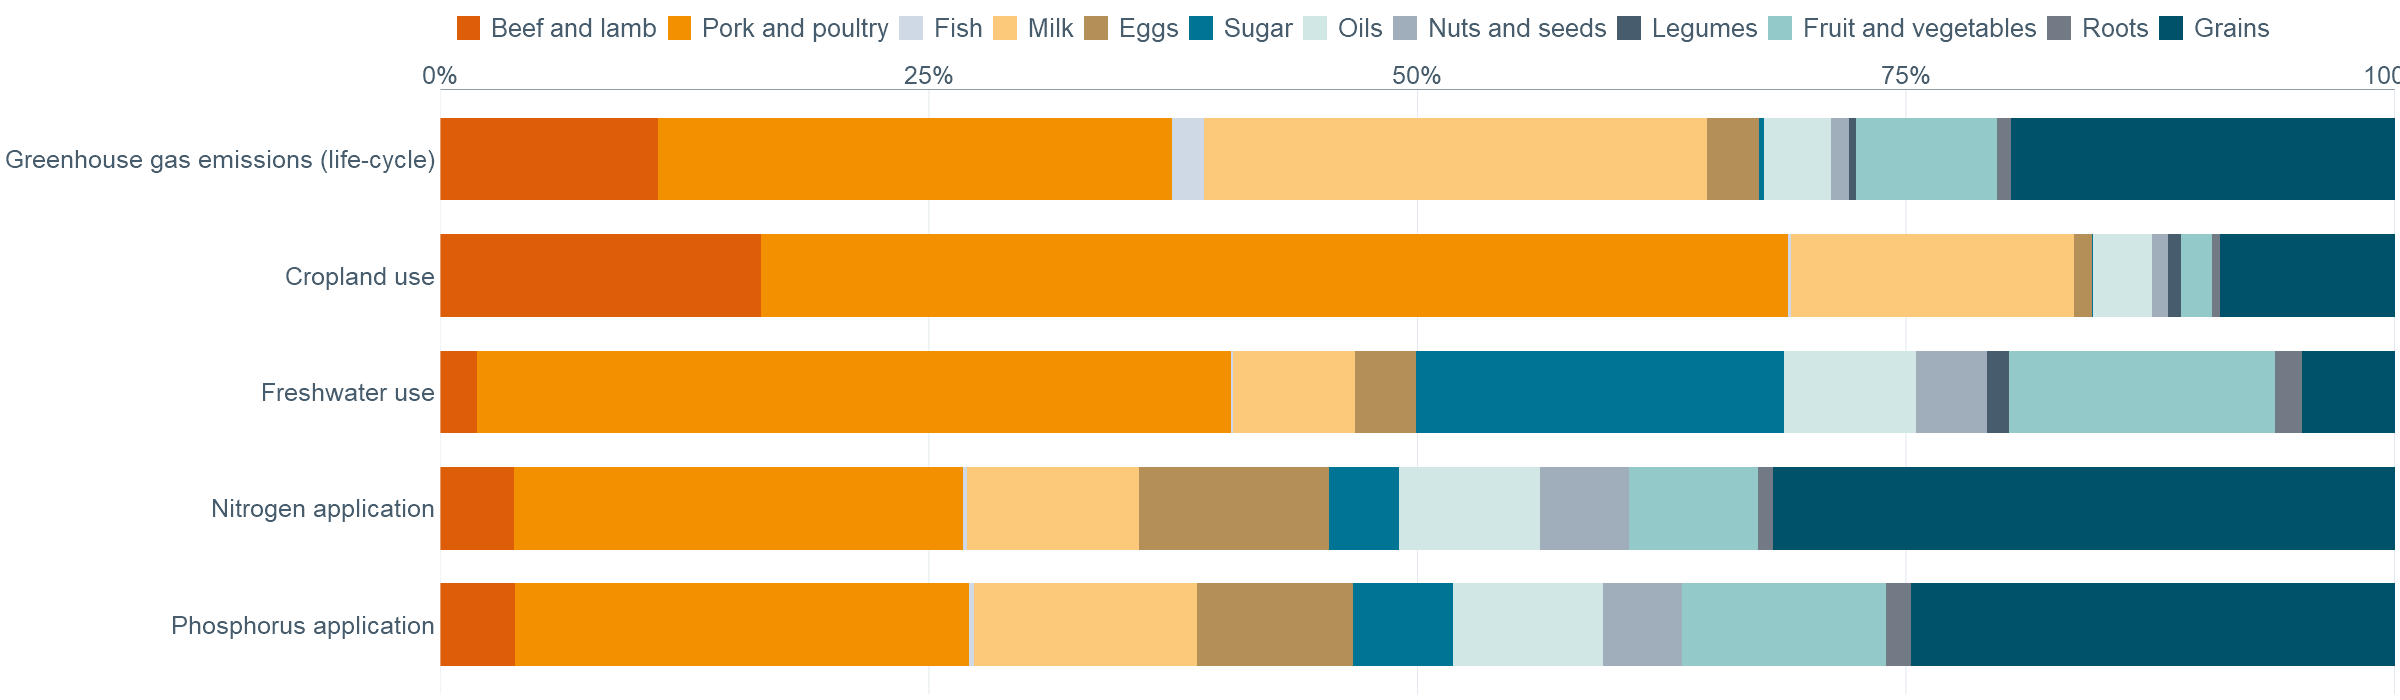 Beef and lamb Pork and poultry Fish Milk Eggs Sugar Oils Nuts and seeds Legumes Fruit and vegetables Roots Grains
0% 25% 50% 75% 100
Greenhouse gas emissions (life-cycle)
Cropland use
Freshwater use
Nitrogen application
Phosphorus application